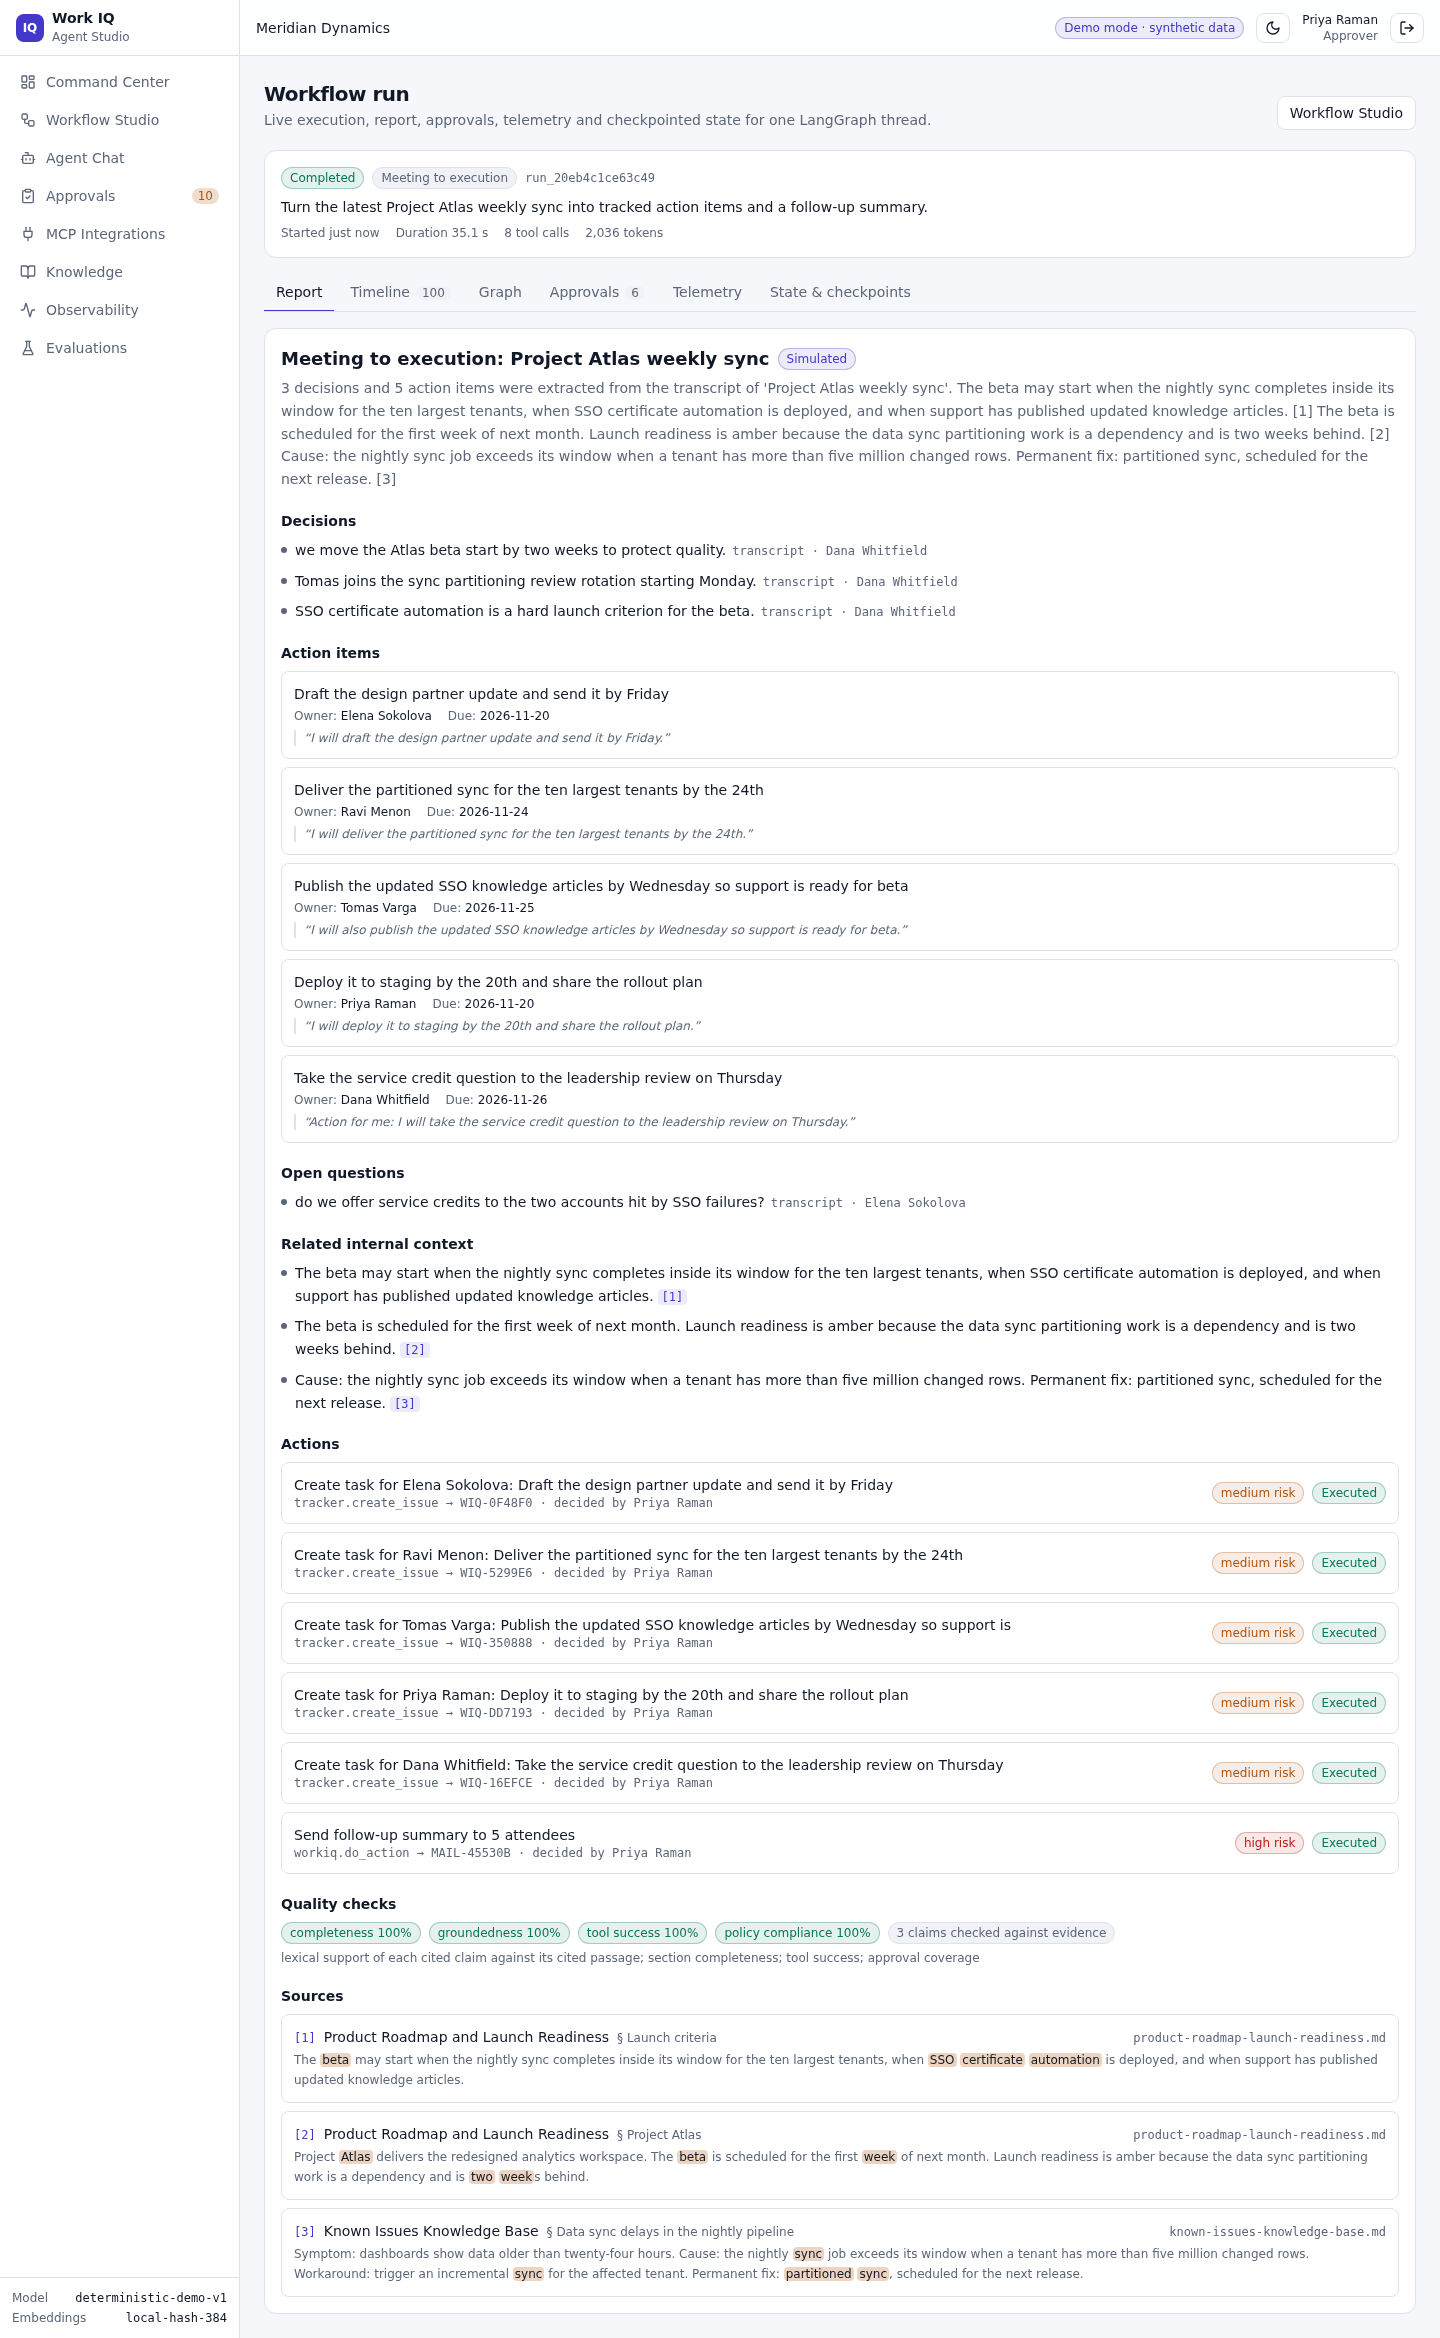 IQ
Work IQ
Agent Studio
Meridian Dynamics
Demo mode · synthetic data
Priya Raman
Approver
Command Center
Workflow Studio
Agent Chat
Approvals 10
MCP Integrations
Knowledge
Observability
Evaluations
Workflow run
Live execution, report, approvals, telemetry and checkpointed state for one LangGraph thread.
Workflow Studio
Completed Meeting to execution run_20eb4c1ce63c49
Turn the latest Project Atlas weekly sync into tracked action items and a follow-up summary.
Started just now Duration 35.1 s 8 tool calls 2,036 tokens
Report Timeline 100 Graph Approvals 6 Telemetry State & checkpoints
Meeting to execution: Project Atlas weekly sync Simulated
3 decisions and 5 action items were extracted from the transcript of 'Project Atlas weekly sync'. The beta may start when the nightly sync completes inside its
window for the ten largest tenants, when SSO certificate automation is deployed, and when support has published updated knowledge articles. [1] The beta is
scheduled for the first week of next month. Launch readiness is amber because the data sync partitioning work is a dependency and is two weeks behind. [2]
Cause: the nightly sync job exceeds its window when a tenant has more than five million changed rows. Permanent fix: partitioned sync, scheduled for the
next release. [3]
Decisions
we move the Atlas beta start by two weeks to protect quality. transcript · Dana Whitfield
Tomas joins the sync partitioning review rotation starting Monday. transcript · Dana Whitfield
SSO certificate automation is a hard launch criterion for the beta. transcript · Dana Whitfield
Action items
Draft the design partner update and send it by Friday
Owner: Elena Sokolova Due: 2026-11-20
“I will draft the design partner update and send it by Friday.”
Deliver the partitioned sync for the ten largest tenants by the 24th
Owner: Ravi Menon Due: 2026-11-24
“I will deliver the partitioned sync for the ten largest tenants by the 24th.”
Publish the updated SSO knowledge articles by Wednesday so support is ready for beta
Owner: Tomas Varga Due: 2026-11-25
“I will also publish the updated SSO knowledge articles by Wednesday so support is ready for beta.”
Deploy it to staging by the 20th and share the rollout plan
Owner: Priya Raman Due: 2026-11-20
“I will deploy it to staging by the 20th and share the rollout plan.”
Take the service credit question to the leadership review on Thursday
Owner: Dana Whitfield Due: 2026-11-26
“Action for me: I will take the service credit question to the leadership review on Thursday.”
Open questions
do we offer service credits to the two accounts hit by SSO failures? transcript · Elena Sokolova
Related internal context
The beta may start when the nightly sync completes inside its window for the ten largest tenants, when SSO certificate automation is deployed, and when
support has published updated knowledge articles. [1]
The beta is scheduled for the first week of next month. Launch readiness is amber because the data sync partitioning work is a dependency and is two
weeks behind. [2]
Cause: the nightly sync job exceeds its window when a tenant has more than five million changed rows. Permanent fix: partitioned sync, scheduled for the
next release. [3]
Actions
Create task for Elena Sokolova: Draft the design partner update and send it by Friday
tracker.create_issue → WIQ-0F48F0 · decided by Priya Raman
medium risk Executed
Create task for Ravi Menon: Deliver the partitioned sync for the ten largest tenants by the 24th
tracker.create_issue → WIQ-5299E6 · decided by Priya Raman
medium risk Executed
Create task for Tomas Varga: Publish the updated SSO knowledge articles by Wednesday so support is
tracker.create_issue → WIQ-350888 · decided by Priya Raman
medium risk Executed
Create task for Priya Raman: Deploy it to staging by the 20th and share the rollout plan
tracker.create_issue → WIQ-DD7193 · decided by Priya Raman
medium risk Executed
Create task for Dana Whitfield: Take the service credit question to the leadership review on Thursday
tracker.create_issue → WIQ-16EFCE · decided by Priya Raman
medium risk Executed
Send follow-up summary to 5 attendees
workiq.do_action → MAIL-45530B · decided by Priya Raman
high risk Executed
Quality checks
completeness 100% groundedness 100% tool success 100% policy compliance 100% 3 claims checked against evidence
lexical support of each cited claim against its cited passage; section completeness; tool success; approval coverage
Sources
[1] Product Roadmap and Launch Readiness § Launch criteria product-roadmap-launch-readiness.md
The beta may start when the nightly sync completes inside its window for the ten largest tenants, when SSO certificate automation is deployed, and when support has published
updated knowledge articles.
[2] Product Roadmap and Launch Readiness § Project Atlas product-roadmap-launch-readiness.md
Project Atlas delivers the redesigned analytics workspace. The beta is scheduled for the first week of next month. Launch readiness is amber because the data sync partitioning
work is a dependency and is two weeks behind.
[3] Known Issues Knowledge Base § Data sync delays in the nightly pipeline known-issues-knowledge-base.md
Symptom: dashboards show data older than twenty-four hours. Cause: the nightly sync job exceeds its window when a tenant has more than five million changed rows.
Workaround: trigger an incremental sync for the affected tenant. Permanent fix: partitioned sync, scheduled for the next release.
Model deterministic-demo-v1
Embeddings local-hash-384